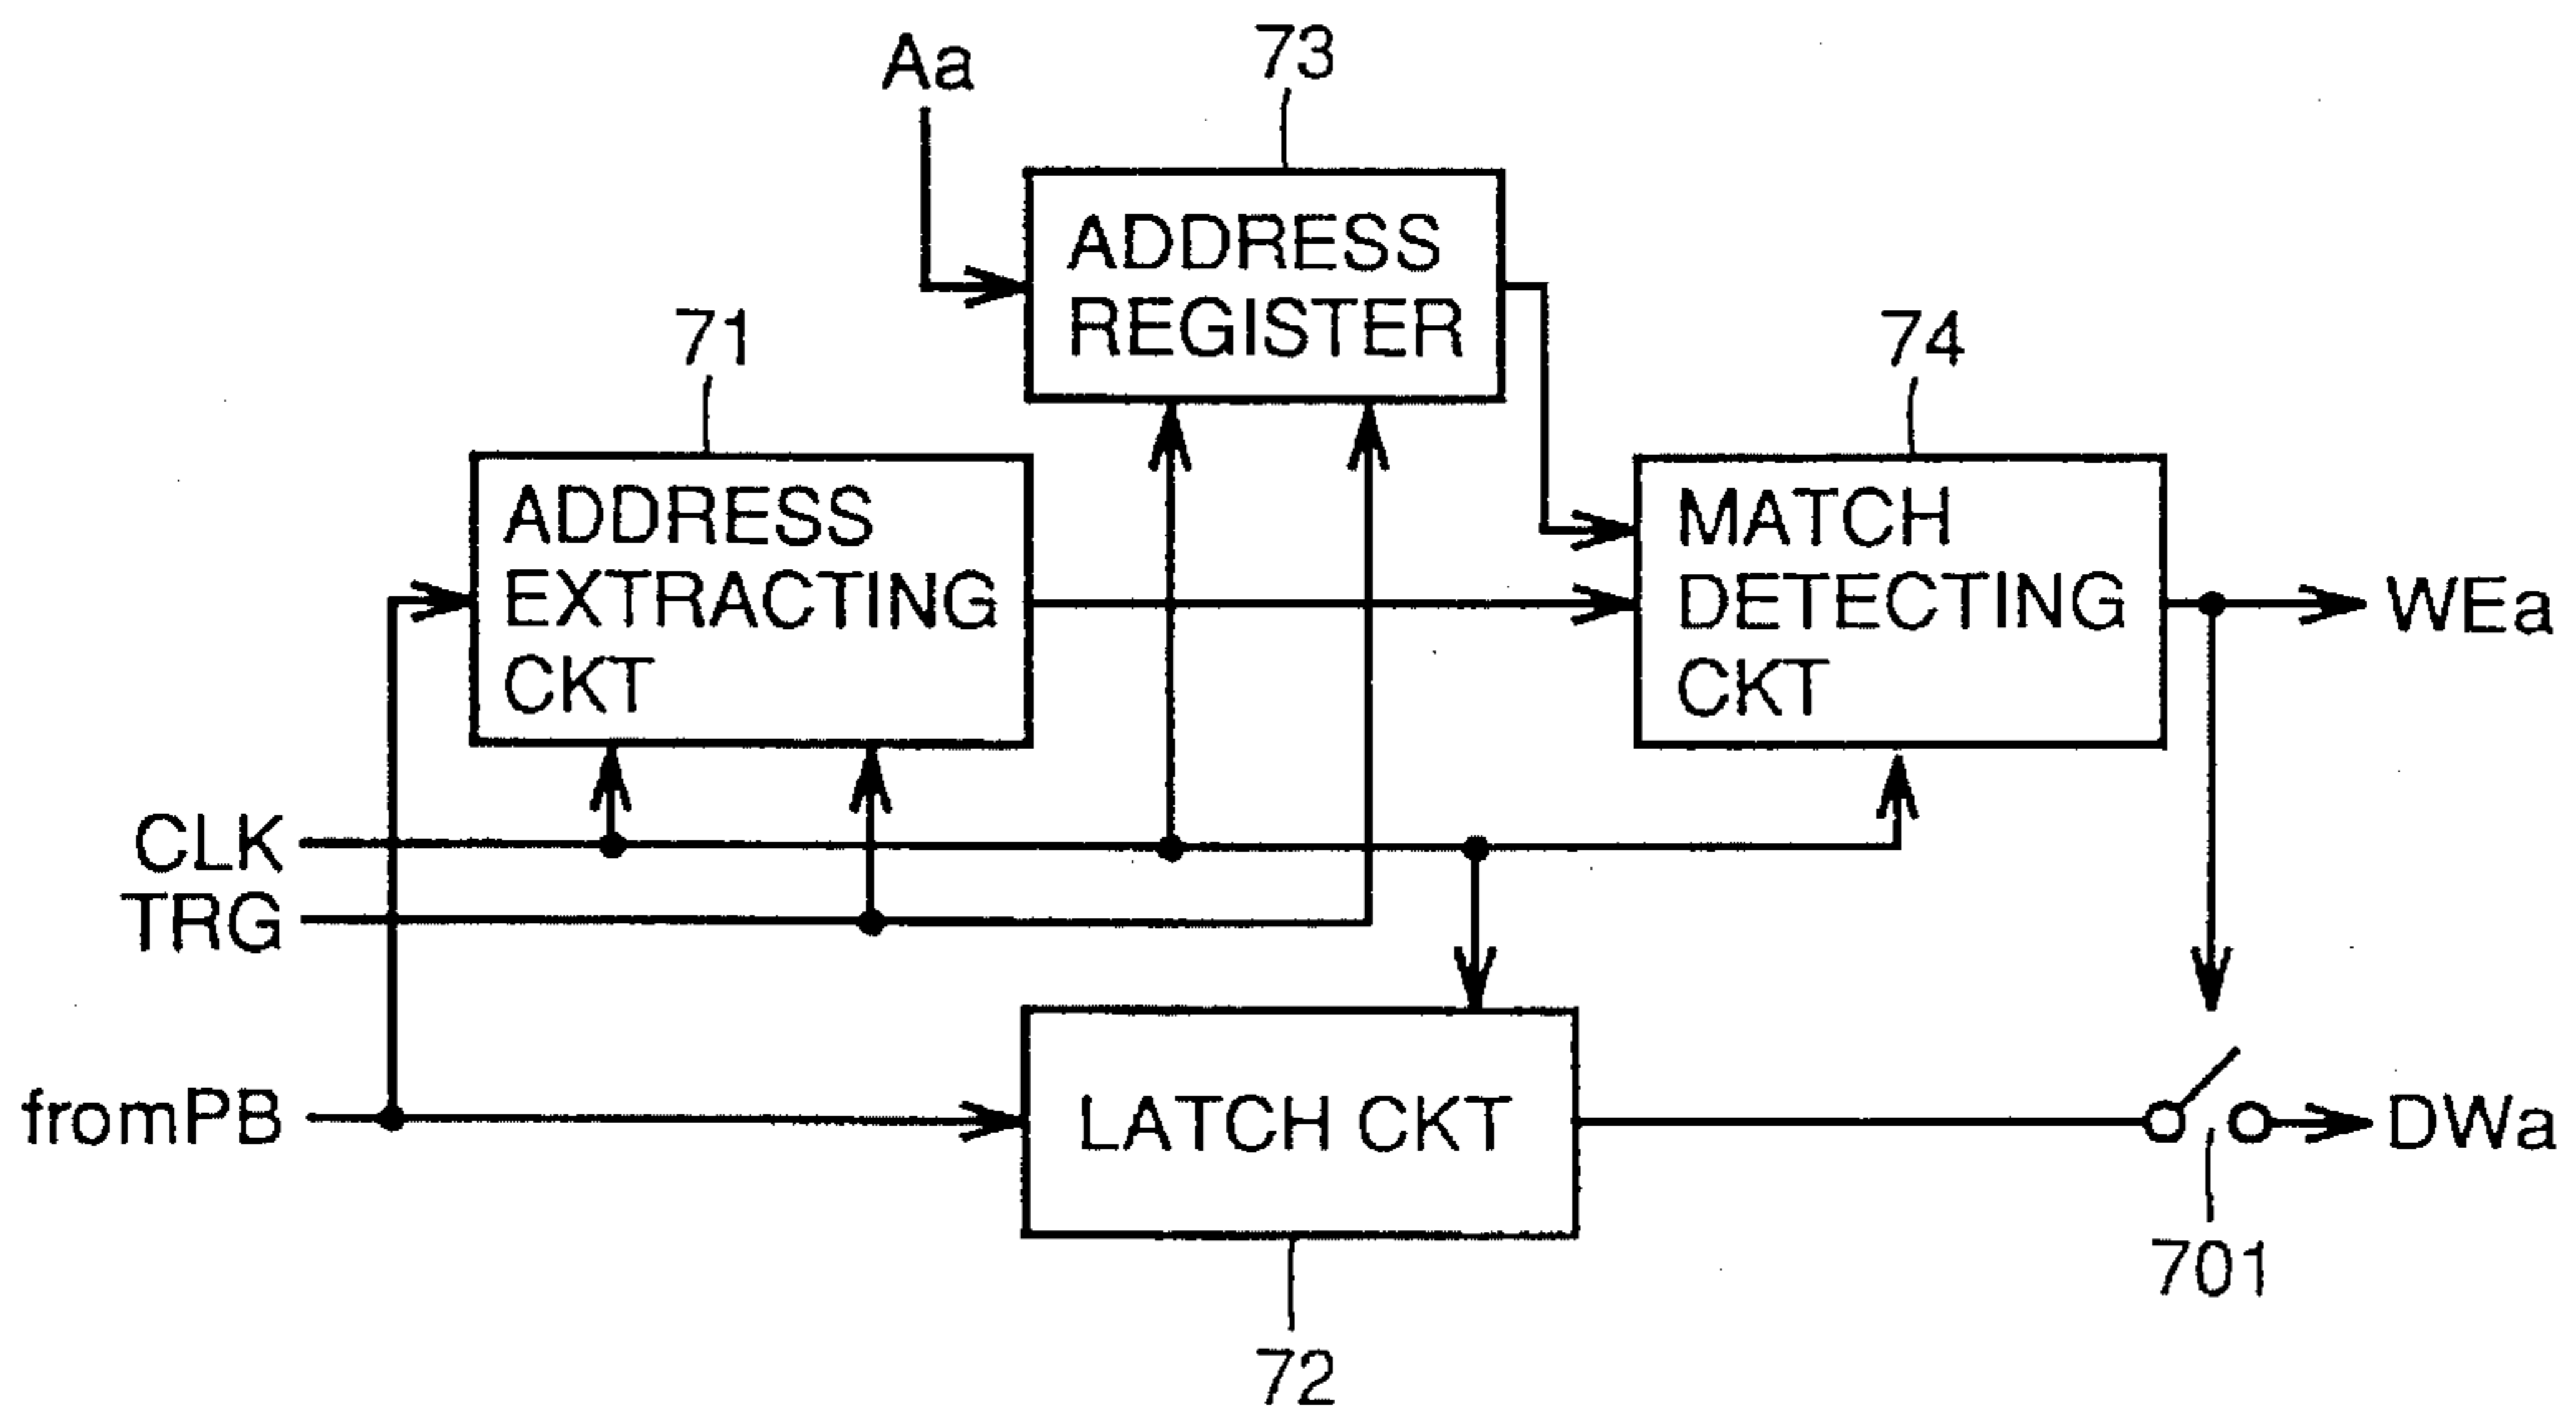 73
Aa
ADDRESS
REGISTER
71
74
ADDRESS
EXTRACTING
CKT
MATCH
DETECTING
CKT
WEa
CLK
TRG
fromPB
LATCH CKT
DWa
701
72